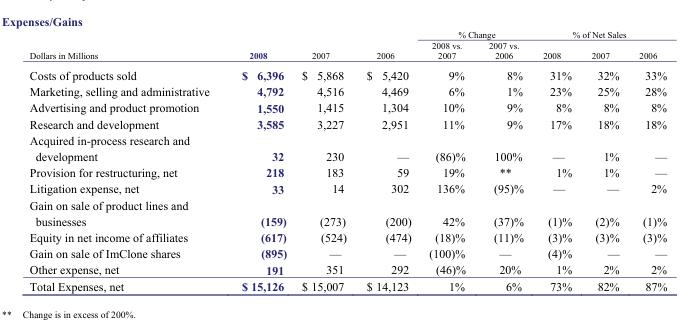 Expenses/Gains
% Change % of Net Sales
2008 vs. 2007 vs.
Dollars in Millions 2008 2007 2006 2007 2006 2008 2007 2006
Costs of products sold $ 6,396 $ 5,868 $ 5,420 9% 8% 31% 32% 33%
Marketing, selling and administrative 4,792 4,516 4,469 6% 1% 23% 25% 28%
Advertising and product promotion 1,550 1,415 1,304 10% 9% 8% 8% 8%
Research and development 3,585 3,227 2,951 11% 9% 17% 18% 18%
Acquired in-process research and
development 32 230 — (86)% 100% — 1% —
Provision for restructuring, net 218 183 59 19% ** 1% 1% —
Litigation expense, net 33 14 302 136% (95)% — — 2%
Gain on sale of product lines and
businesses (159) (273) (200) 42% (37)% (1)% (2)% (1)%
Equity in net income of affiliates (617) (524) (474) (18)% (11)% (3)% (3)% (3)%
Gain on sale of ImClone shares (895) — — (100)% — (4)% — —
Other expense, net 191 351 292 (46)% 20% 1% 2% 2%
Total Expenses, net $ 15,126 $ 15,007 $ 14,123 1% 6% 73% 82% 87%
** Change is in excess of 200%.